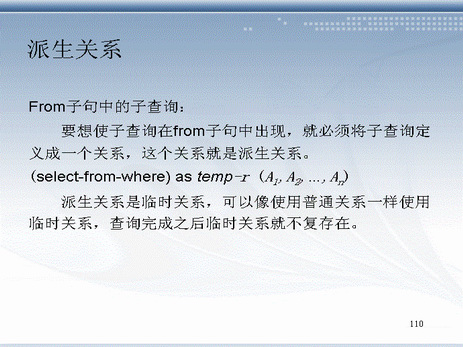 派生关系
From子句中的子查询：
要想使子查询在from子句中出现，就必须将子查询定
义成一个关系，这个关系就是派生关系。
(select-from-where) as temp-r (A1, A2, …, An)
派生关系是临时关系，可以像使用普通关系一样使用
临时关系，查询完成之后临时关系就不复存在。
110